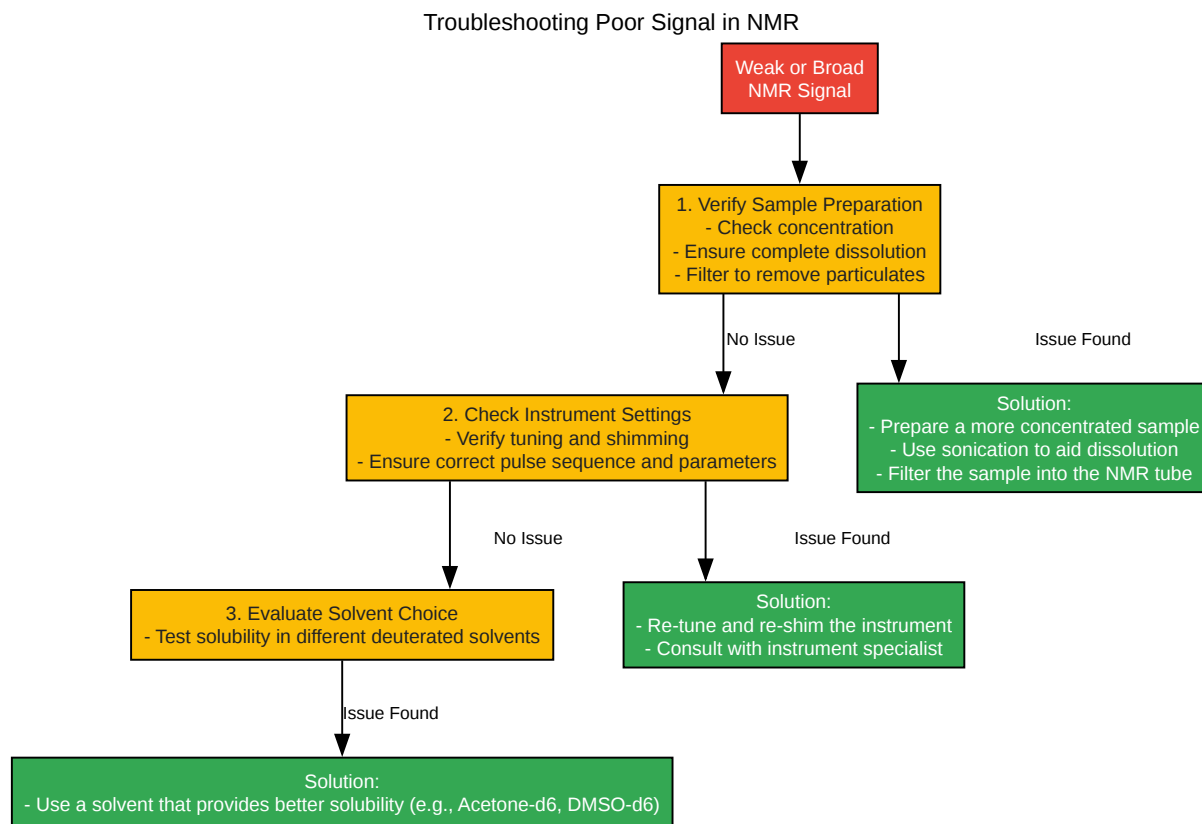 Troubleshooting Poor Signal in NMR
Weak or Broad
NMR Signal
1. Verify Sample Preparation
- Check concentration
- Ensure complete dissolution
- Filter to remove particulates
No Issue
Issue Found
Solution:
- Prepare a more concentrated sample
- Use sonication to aid dissolution
- Filter the sample into the NMR tube
2. Check Instrument Settings
- Verify tuning and shimming
- Ensure correct pulse sequence and parameters
No Issue
Issue Found
Solution:
- Re-tune and re-shim the instrument
- Consult with instrument specialist
3. Evaluate Solvent Choice
- Test solubility in different deuterated solvents
Issue Found
Solution:
- Use a solvent that provides better solubility (e.g., Acetone-d6, DMSO-d6)